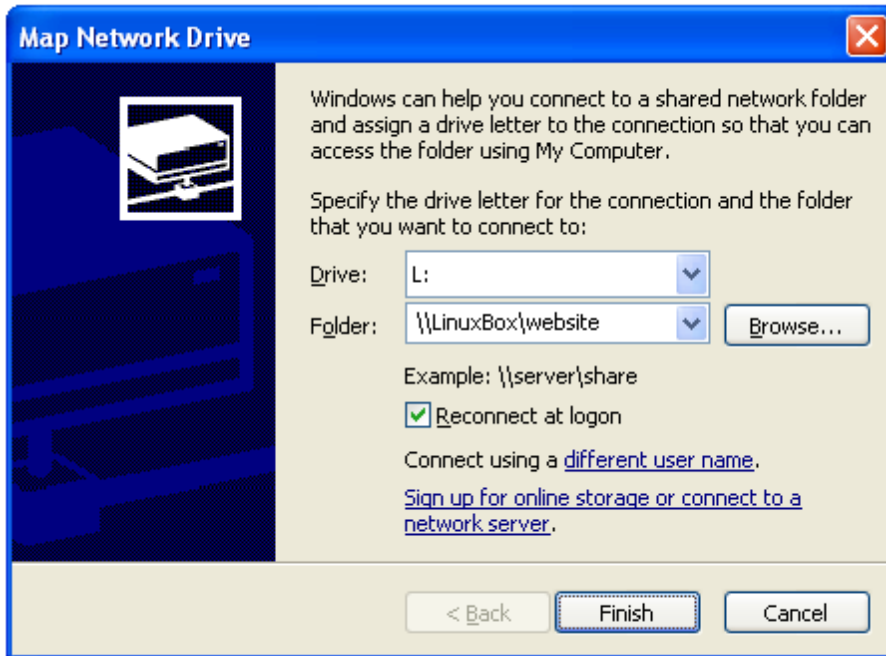 Map Network Drive
Windows can help you connect to a shared network folder
and assign a drive letter to the connection so that you can
access the folder using My Computer.
Specify the drive letter for the connection and the folder
that you want to connect to:
Drive: L:
Folder: \\LinuxBox\website Browse...
Example: \\server\share
Reconnect at logon
Connect using a different user name.
Sign up for online storage or connect to a
network server.
< Back Finish Cancel